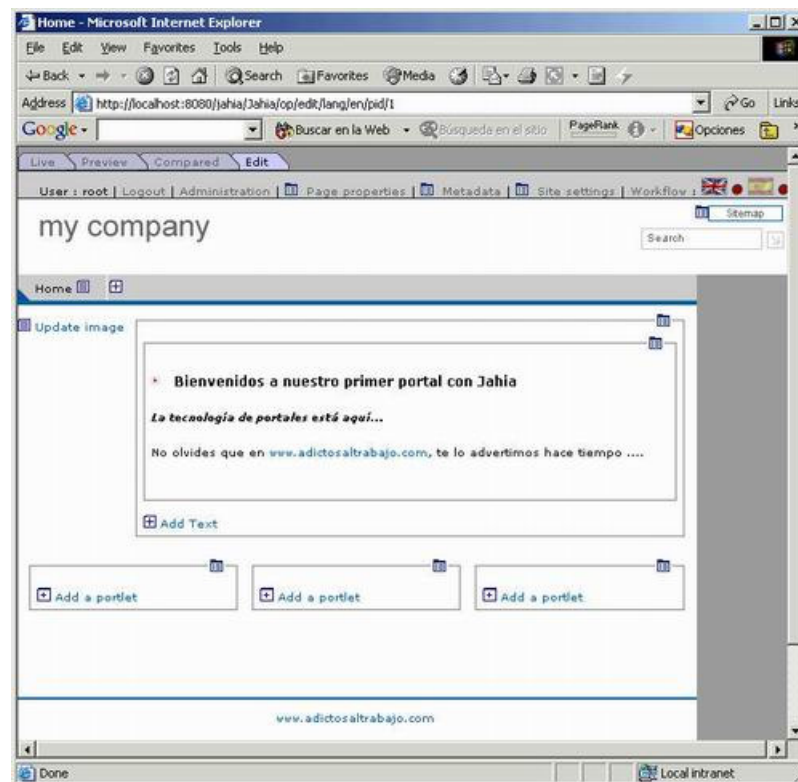 Home - Microsoft Internet Explorer
File Edit View Favorites Tools Help
Back Search Favorites Media
Address http://localhost:8080/jahia/Jahia/op/edit/lang/en/pid/1 Go Links
Google Buscar en la Web Búsqueda en el sitio PageRank Opciones
Live Preview Compared Edit
User : root | Logout | Administration | Page properties | Metadata | Site settings | Workflow :
Sitemap
my company
Search
Home
Update image
Bienvenidos a nuestro primer portal con Jahia
La tecnología de portales está aquí...
No olvides que en www.adictosaltrabajo.com, te lo advertimos hace tiempo ....
Add Text
Add a portlet Add a portlet Add a portlet
www.adictosaltrabajo.com
Done Local intranet